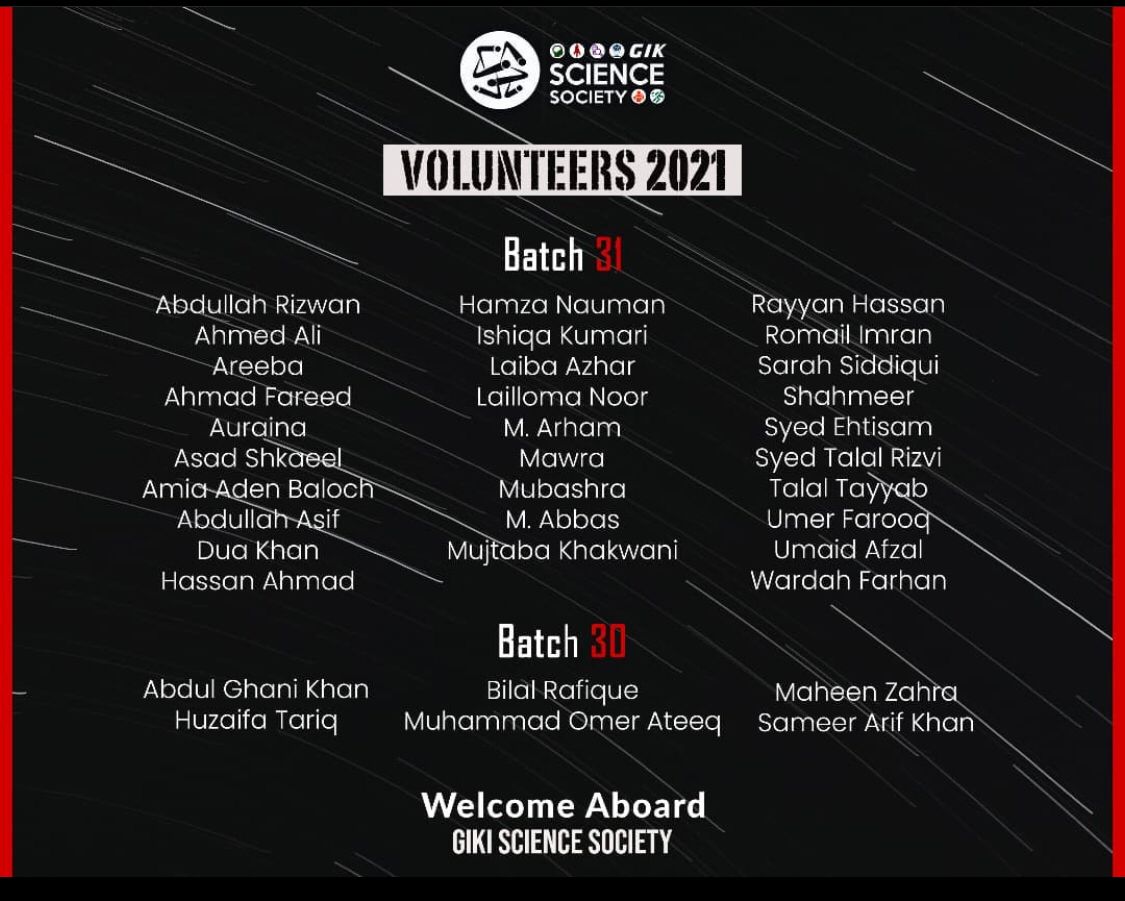 GIK
SCIENCE
SOCIETY
VOLUNTEERS 2021
Batch 31
Abdullah Rizwan
Ahmed Ali
Areeba
Ahmad Fareed
Auraina
Asad Shkaeel
Amia Aden Baloch
Abdullah Asif
Dua Khan
Hassan Ahmad
Hamza Nauman
Ishiqa Kumari
Laiba Azhar
Lailloma Noor
M. Arham
Mawra
Mubashra
M. Abbas
Mujtaba Khakwani
Rayyan Hassan
Romail Imran
Sarah Siddiqui
Shahmeer
Syed Ehtisam
Syed Talal Rizvi
Talal Tayyab
Umer Farooq
Umaid Afzal
Wardah Farhan
Batch 30
Abdul Ghani Khan
Huzaifa Tariq
Bilal Rafique
Muhammad Omer Ateeq
Maheen Zahra
Sameer Arif Khan
Welcome Aboard
GIKI SCIENCE SOCIETY